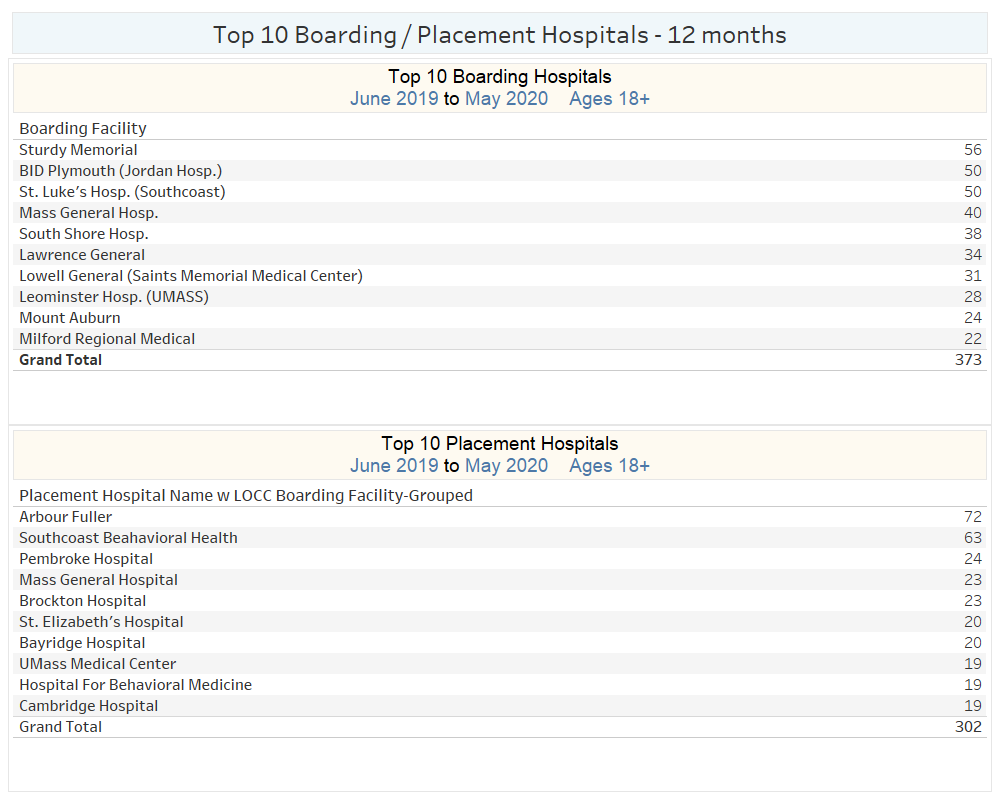 Top 10 Boarding / Placement Hospitals - 12 months
Top 10 Boarding Hospitals
June 2019 to May 2020 Ages 18+
Boarding Facility
Sturdy Memorial 56
BID Plymouth (Jordan Hosp.) 50
St. Luke's Hosp. (Southcoast) 50
Mass General Hosp. 40
South Shore Hosp. 38
Lawrence General 34
Lowell General (Saints Memorial Medical Center) 31
Leominster Hosp. (UMASS) 28
Mount Auburn 24
Milford Regional Medical 22
Grand Total 373
Top 10 Placement Hospitals
June 2019 to May 2020 Ages 18+
Placement Hospital Name w LOCC Boarding Facility-Grouped
Arbour Fuller 72
Southcoast Beahavioral Health 63
Pembroke Hospital 24
Mass General Hospital 23
Brockton Hospital 23
St. Elizabeth's Hospital 20
Bayridge Hospital 20
UMass Medical Center 19
Hospital For Behavioral Medicine 19
Cambridge Hospital 19
Grand Total 302